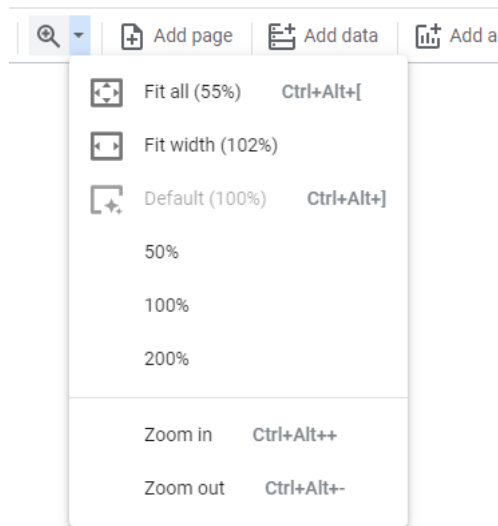 Add page Add data Add a
Fit all (55%) Ctrl+Alt+[
Fit width (102%)
Default (100%) Ctrl+Alt+]
50%
100%
200%
Zoom in Ctrl+Alt++
Zoom out Ctrl+Alt+-